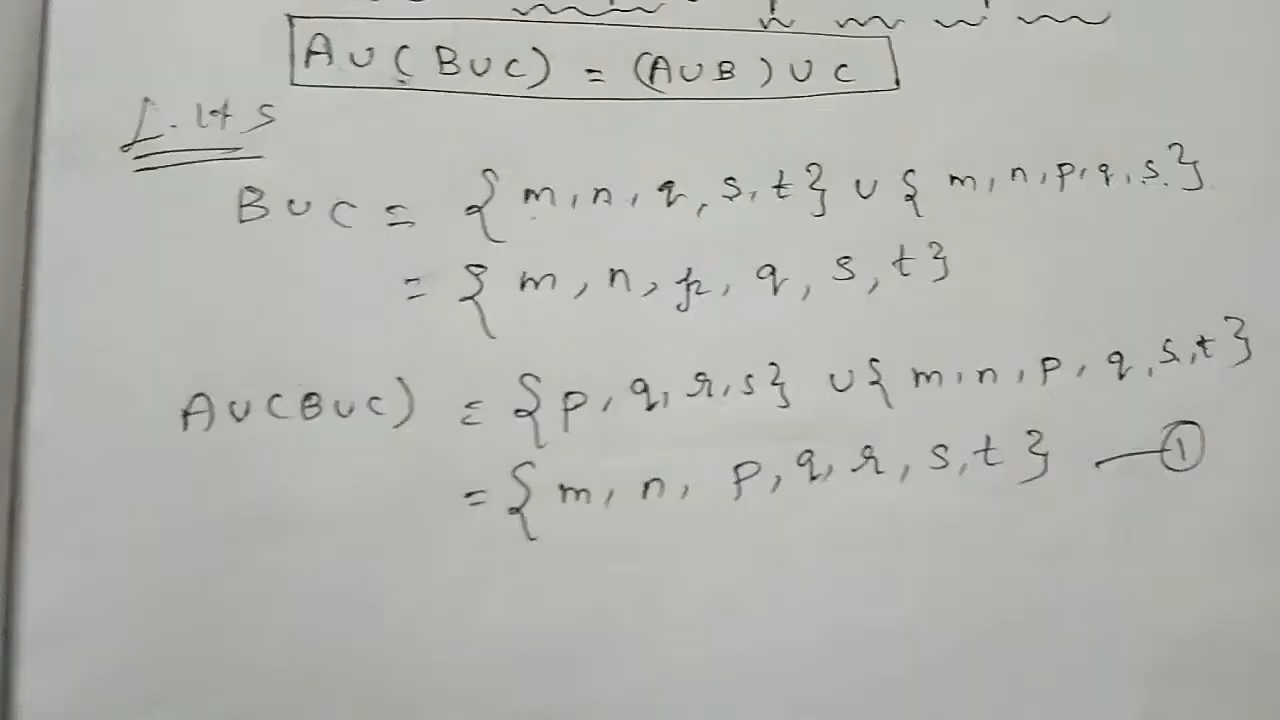 A ∪ ( B ∪ C ) = (A ∪ B ) ∪ C
L.H S
B ∪ C = { m, n, q, s, t } ∪ { m, n, p, q, s. }
= { m, n, p, q, s, t }
A ∪ (B ∪ C ) = { p, q, r, s } ∪ { m, n, p, q, s, t }
= { m, n, p, q, r, s, t } — ①